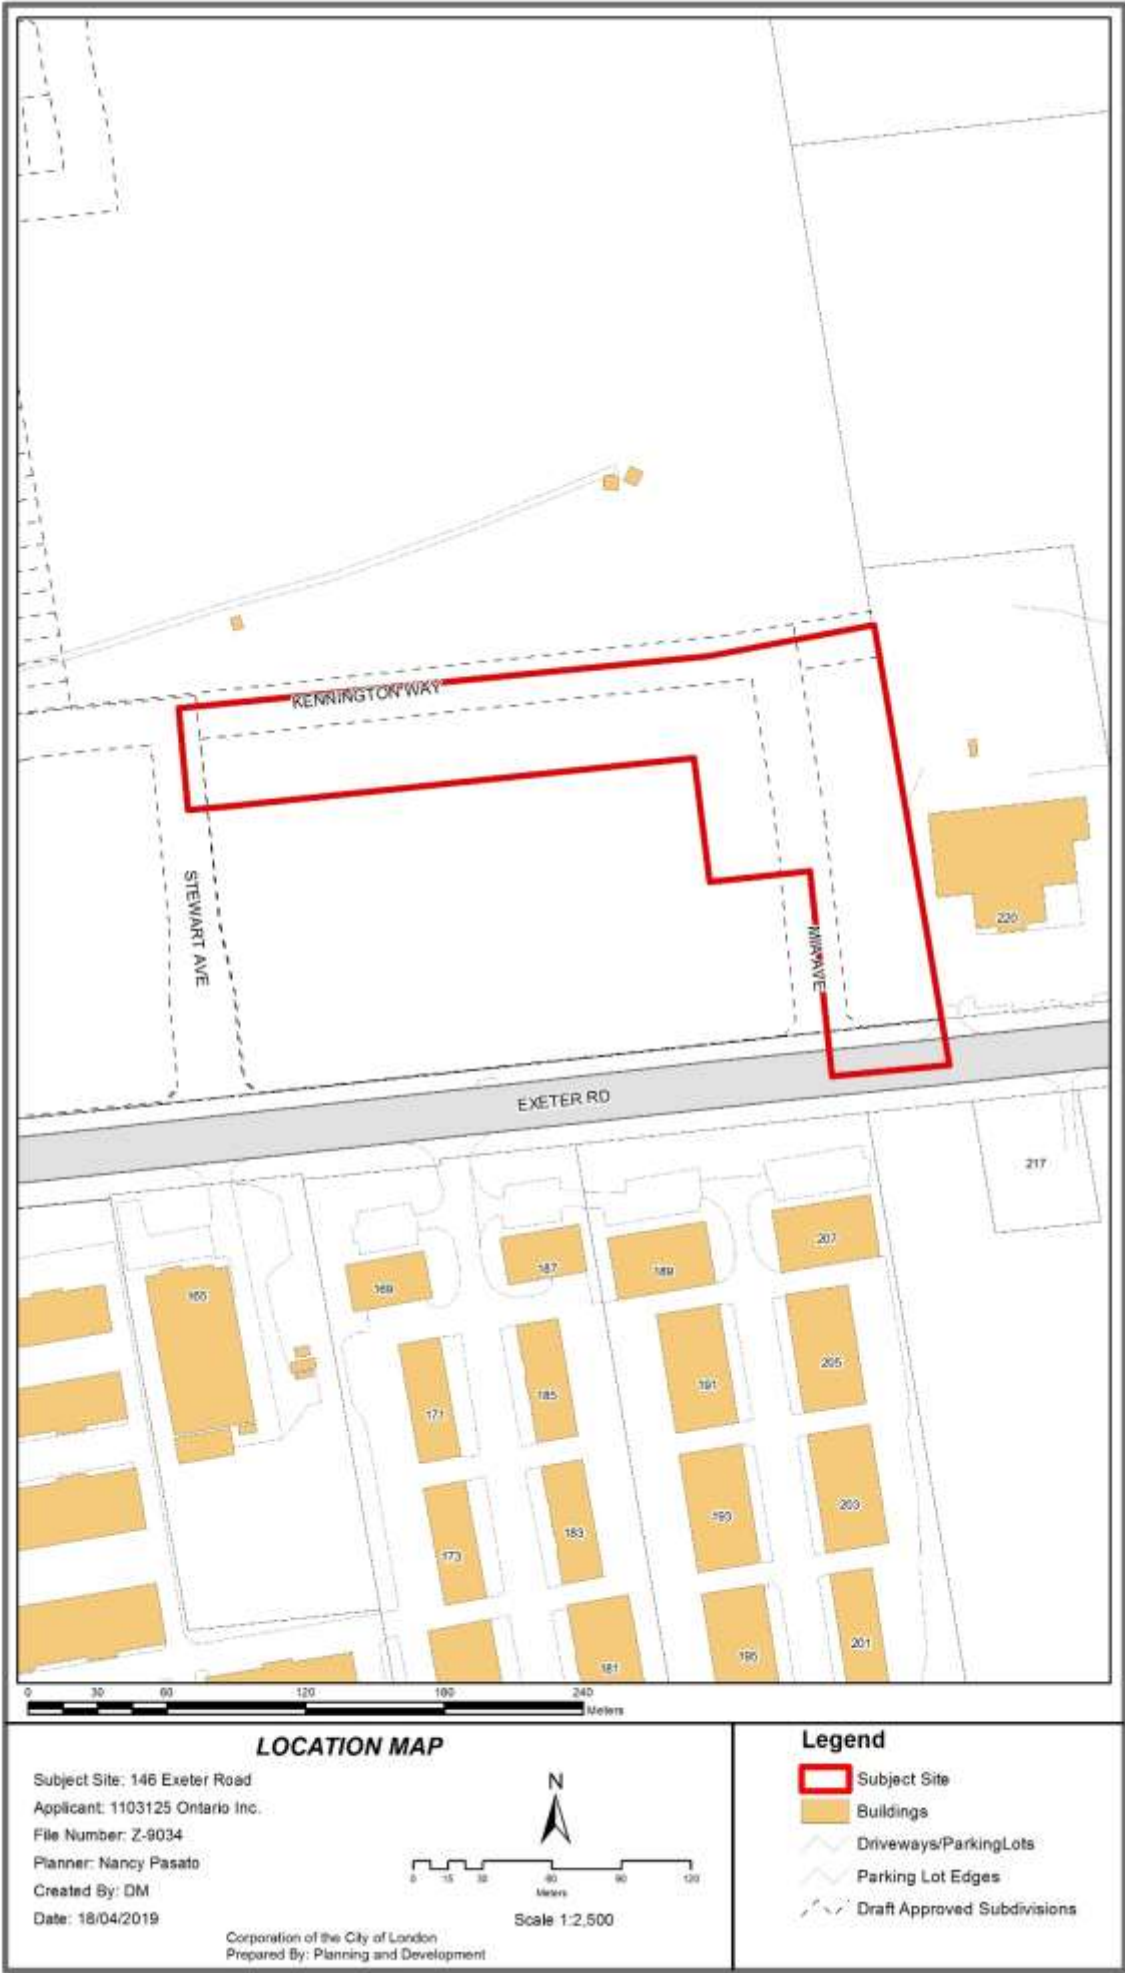 KENNINGTON WAY
STEWART AVE
MIA AVE
220
EXETER RD
217
207
187
189
169
165
205
191
185
171
203
193
183
173
201
195
181
0 30 60 120 180 240
Meters
LOCATION MAP
Subject Site: 146 Exeter Road
Applicant: 1103125 Ontario Inc.
File Number: Z-9034
Planner: Nancy Pasato
Created By: DM
Date: 18/04/2019
Corporation of the City of London
Prepared By: Planning and Development
N
0 15 30 60 90 120
Meters
Scale 1:2,500
Legend
Subject Site
Buildings
Driveways/ParkingLots
Parking Lot Edges
Draft Approved Subdivisions